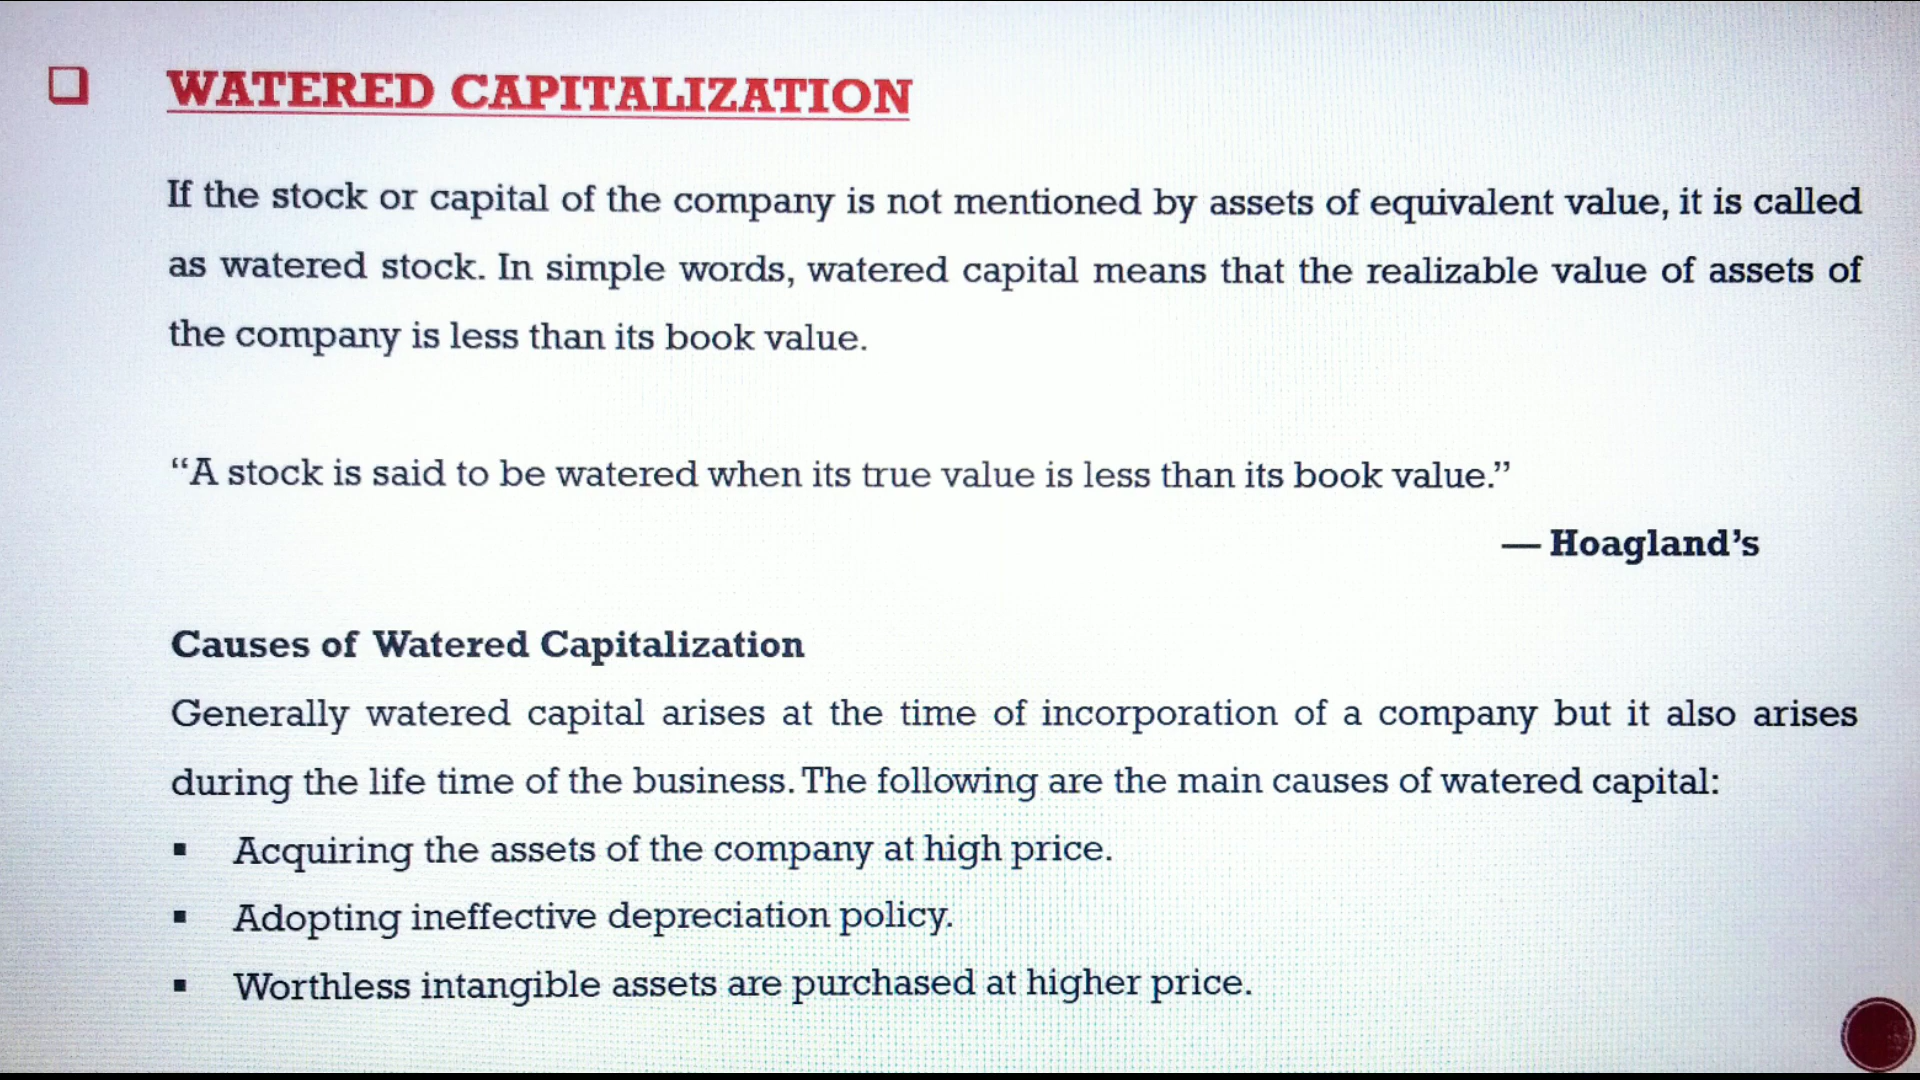 WATERED CAPITALIZATION
If the stock or capital of the company is not mentioned by assets of equivalent value, it is called
as watered stock. In simple words, watered capital means that the realizable value of assets of
the company is less than its book value.
“A stock is said to be watered when its true value is less than its book value.”
— Hoagland’s
Causes of Watered Capitalization
Generally watered capital arises at the time of incorporation of a company but it also arises
during the life time of the business. The following are the main causes of watered capital:
▪ Acquiring the assets of the company at high price.
▪ Adopting ineffective depreciation policy.
▪ Worthless intangible assets are purchased at higher price.